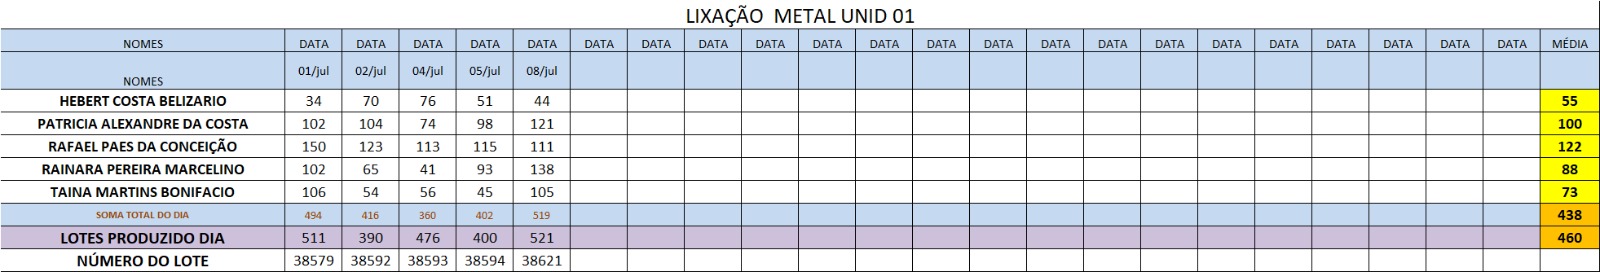 LIXAÇÃO METAL UNID 01
NOMES DATA DATA DATA DATA DATA DATA DATA DATA DATA DATA DATA DATA DATA DATA DATA DATA DATA DATA DATA DATA DATA DATA MÉDIA
NOMES 01/jul 02/jul 04/jul 05/jul 08/jul
HEBERT COSTA BELIZARIO 34 70 76 51 44 55
PATRICIA ALEXANDRE DA COSTA 102 104 74 98 121 100
RAFAEL PAES DA CONCEIÇÃO 150 123 113 115 111 122
RAINARA PEREIRA MARCELINO 102 65 41 93 138 88
TAINA MARTINS BONIFACIO 106 54 56 45 105 73
SOMA TOTAL DO DIA 494 416 360 402 519 438
LOTES PRODUZIDO DIA 511 390 476 400 521 460
NÚMERO DO LOTE 38579 38592 38593 38594 38621